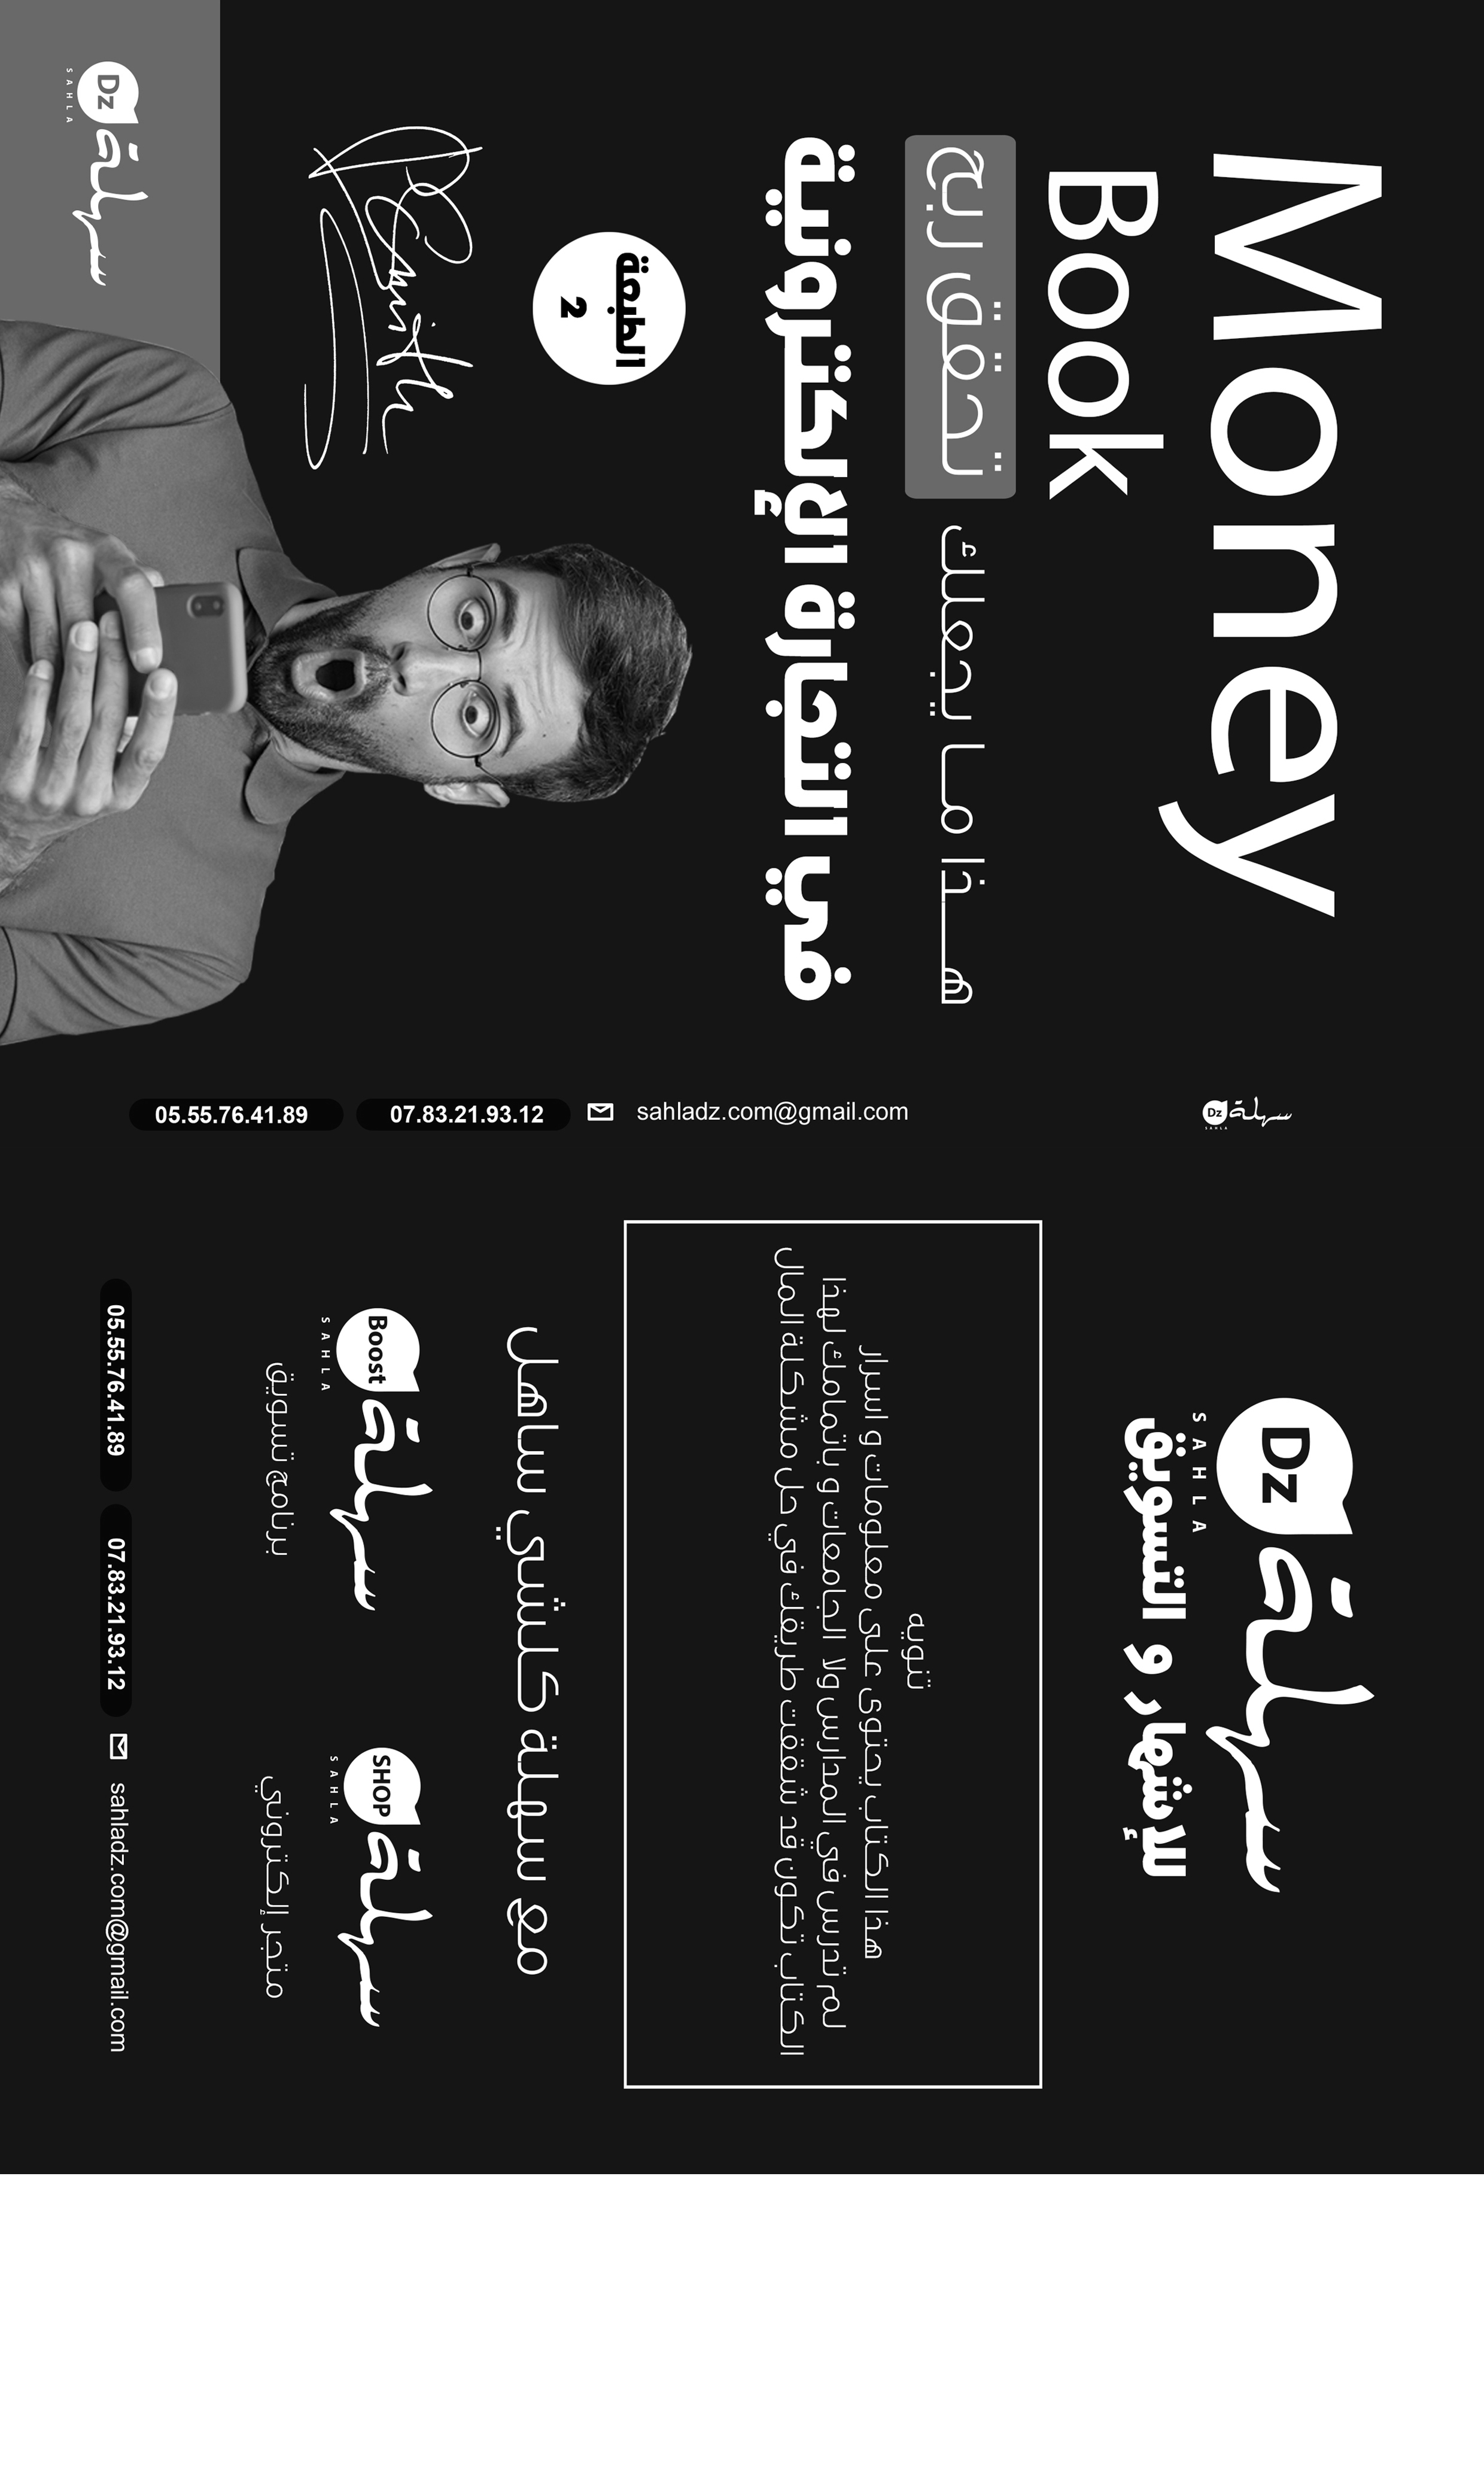 Money
Book
هــــذا ما يجعلك تحقق ربح
في التجارة الإلكترونية
الطبعة
2
Dz سهلة
SAHLA
Dz سهلة
SAHLA
sahladz.com@gmail.com
07.83.21.93.12
05.55.76.41.89
Dz سهلة
SAHLA
للإشهار و التسويق
تنويه
هذا الكتاب يحتوى على معلومات و اسرار
لم تدرس في المدارس ولا الجامعات و باتمامك لهذا
الكتاب تكون قد شققت طريقك في حل مشكلة المال
مع سهلة كلشي ساهل
Boost سهلة
SAHLA
برنامج تسويق
SHOP سهلة
SAHLA
متجر إلكتروني
05.55.76.41.89
07.83.21.93.12
sahladz.com@gmail.com